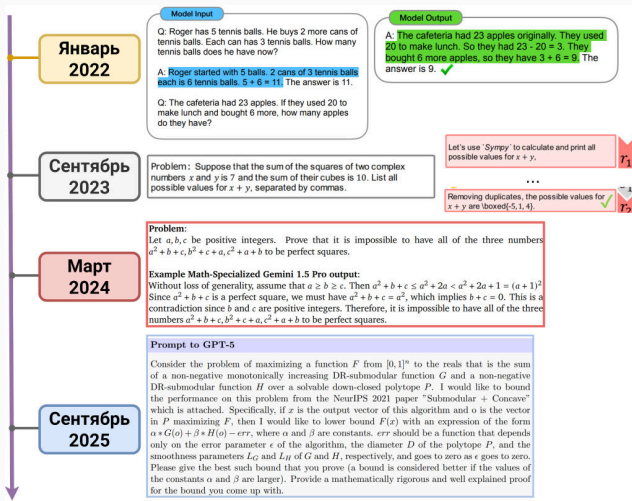 Январь
2022
Model Input
Q: Roger has 5 tennis balls. He buys 2 more cans of
tennis balls. Each can has 3 tennis balls. How many
tennis balls does he have now?
A: Roger started with 5 balls. 2 cans of 3 tennis balls
each is 6 tennis balls. 5 + 6 = 11. The answer is 11.
Q: The cafeteria had 23 apples. If they used 20 to
make lunch and bought 6 more, how many apples
do they have?
Model Output
A: The cafeteria had 23 apples originally. They used
20 to make lunch. So they had 23 - 20 = 3. They
bought 6 more apples, so they have 3 + 6 = 9. The
answer is 9.
Сентябрь
2023
Problem: Suppose that the sum of the squares of two complex
numbers x and y is 7 and the sum of their cubes is 10. List all
possible values for x + y, separated by commas.
Let's use `Sympy` to calculate and print all
possible values for x + y,
r₁
...
Removing duplicates, the possible values for
x + y are \boxed{-5, 1, 4}.
Март
2024
Problem:
Let a, b, c be positive integers. Prove that it is impossible to have all of the three numbers
a² + b + c, b² + c + a, c² + a + b to be perfect squares.
Example Math-Specialized Gemini 1.5 Pro output:
Without loss of generality, assume that a ≥ b ≥ c. Then a² + b + c ≤ a² + 2a < a² + 2a + 1 = (a + 1)²
Since a² + b + c is a perfect square, we must have a² + b + c = a², which implies b + c = 0. This is a
contradiction since b and c are positive integers. Therefore, it is impossible to have all of the three
numbers a² + b + c, b² + c + a, c² + a + b to be perfect squares.
Сентябрь
2025
Prompt to GPT-5
Consider the problem of maximizing a function F from [0, 1]ⁿ to the reals that is the sum
of a non-negative monotonically increasing DR-submodular function G and a non-negative
DR-submodular function H over a solvable down-closed polytope P. I would like to bound
the performance on this problem from the NeurIPS 2021 paper "Submodular + Concave"
which is attached. Specifically, if x is the output vector of this algorithm and o is the vector
in P maximizing F, then I would like to lower bound F(x) with an expression of the form
α * G(o) + β * H(o) − err, where α and β are constants. err should be a function that depends
only on the error parameter ϵ of the algorithm, the diameter D of the polytope P, and the
smoothness parameters L_G and L_H of G and H, respectively, and goes to zero as ϵ goes to zero.
Please give the best such bound that you prove (a bound is considered better if the values of
the constants α and β are larger). Provide a mathematically rigorous and well explained proof
for the bound you come up with.